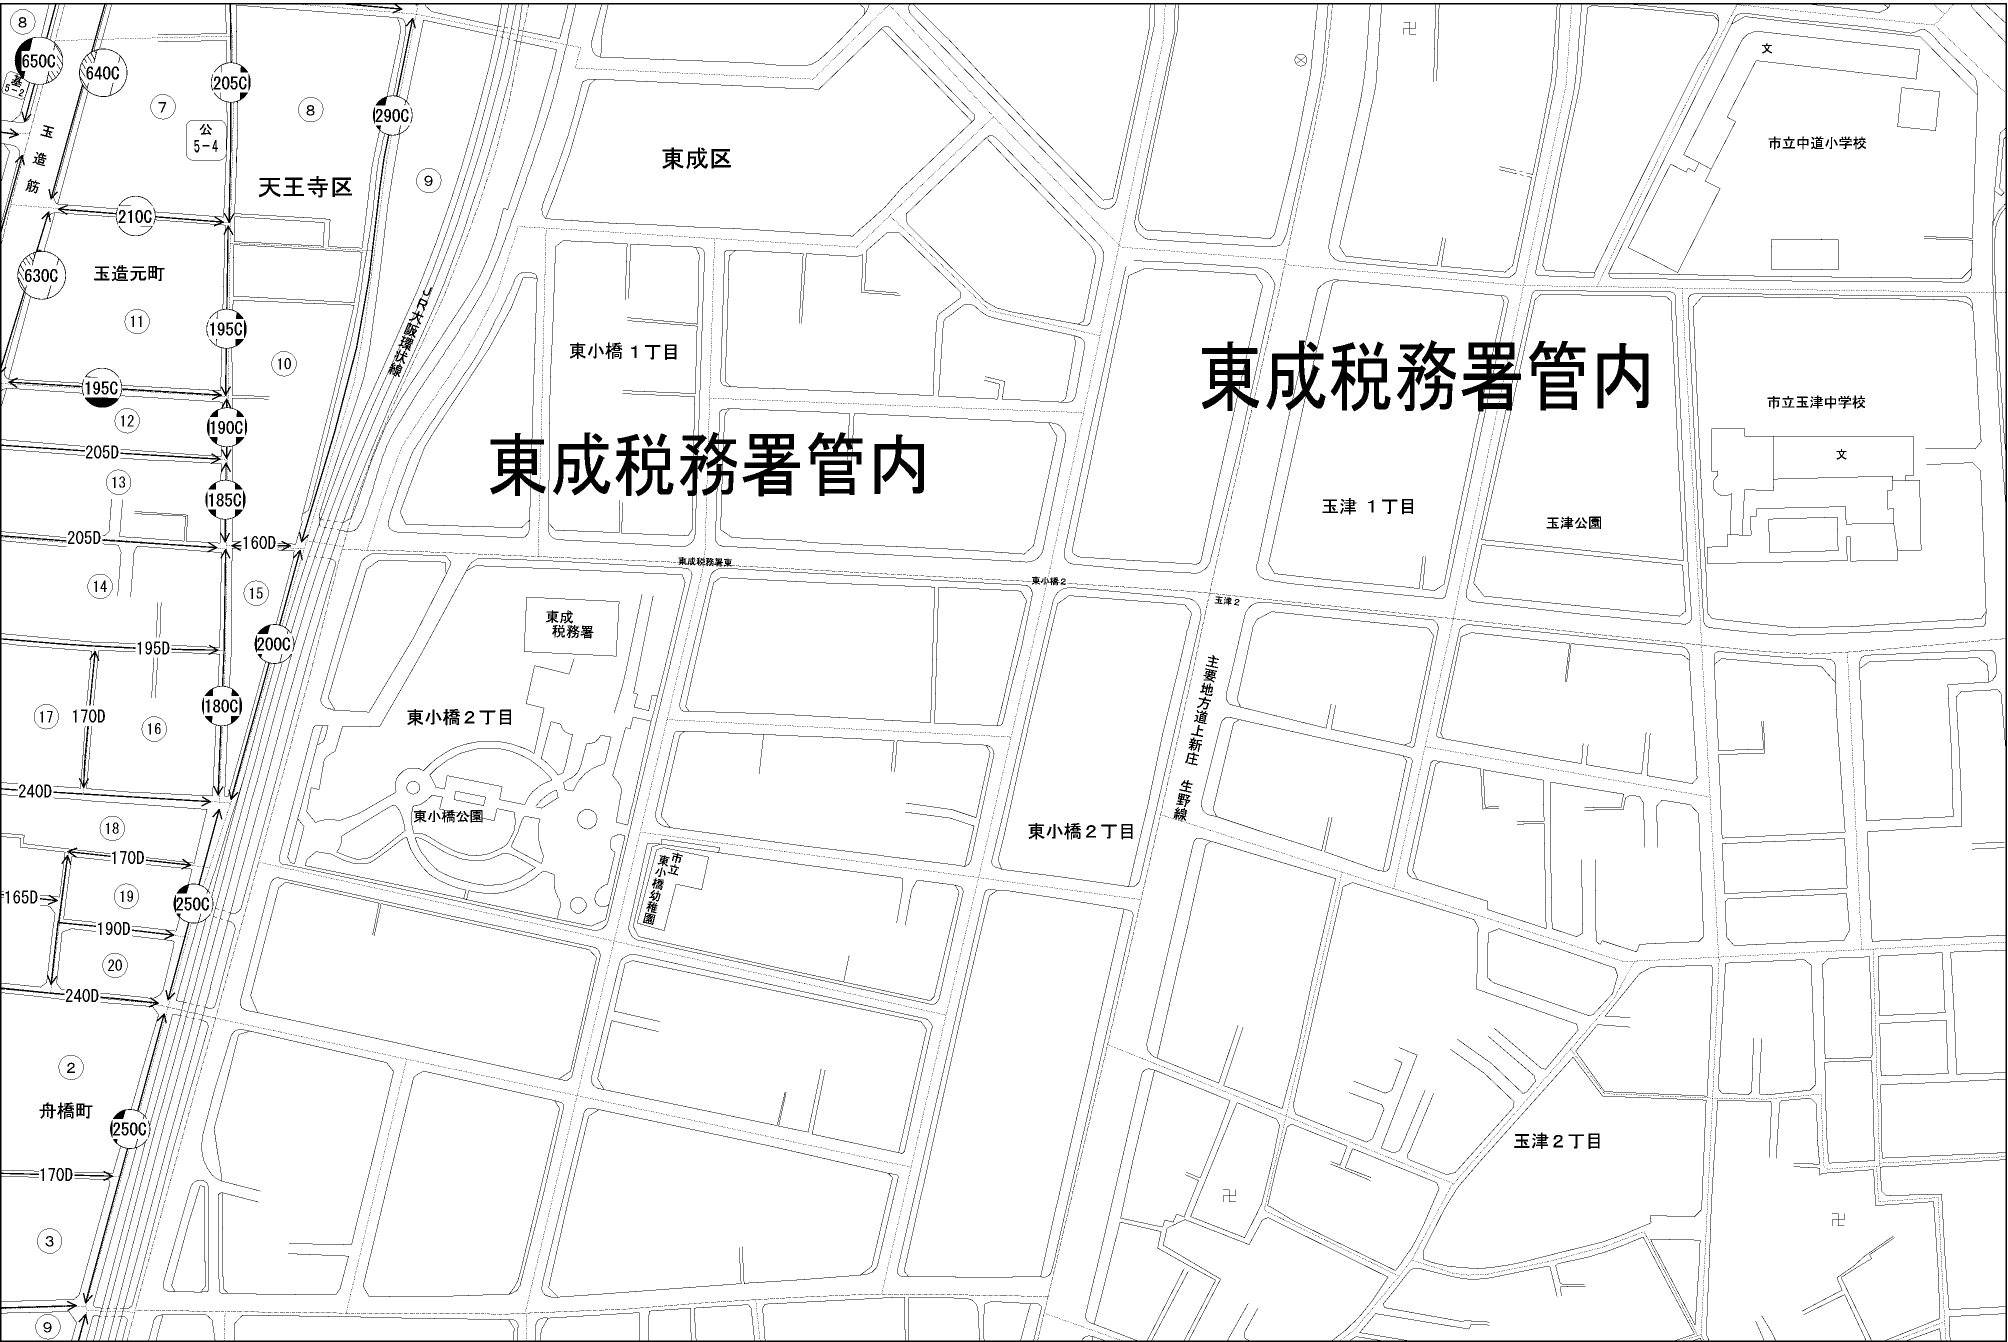 8
650C
640C
基
5-2
7
205C
8
290C
公
5-4
玉造筋
天王寺区
9
東成区
卍
文
市立中道小学校
210C
630C
玉造元町
11
195C
10
JR大阪環状線
東小橋1丁目
東成税務署管内
195C
12
190C
205D
東成税務署管内
市立玉津中学校
文
13
185C
玉津 1丁目
玉津公園
205D
160D
東成税務署東
東小橋2
玉津2
14
15
東成
税務署
195D
200C
主要地方道上新庄 生野線
17
170D
16
180C
東小橋2丁目
240D
東小橋公園
18
170D
東小橋2丁目
市立
東小橋幼稚園
165D
19
250C
190D
20
240D
2
舟橋町
250C
玉津2丁目
170D
卍
卍
3
9